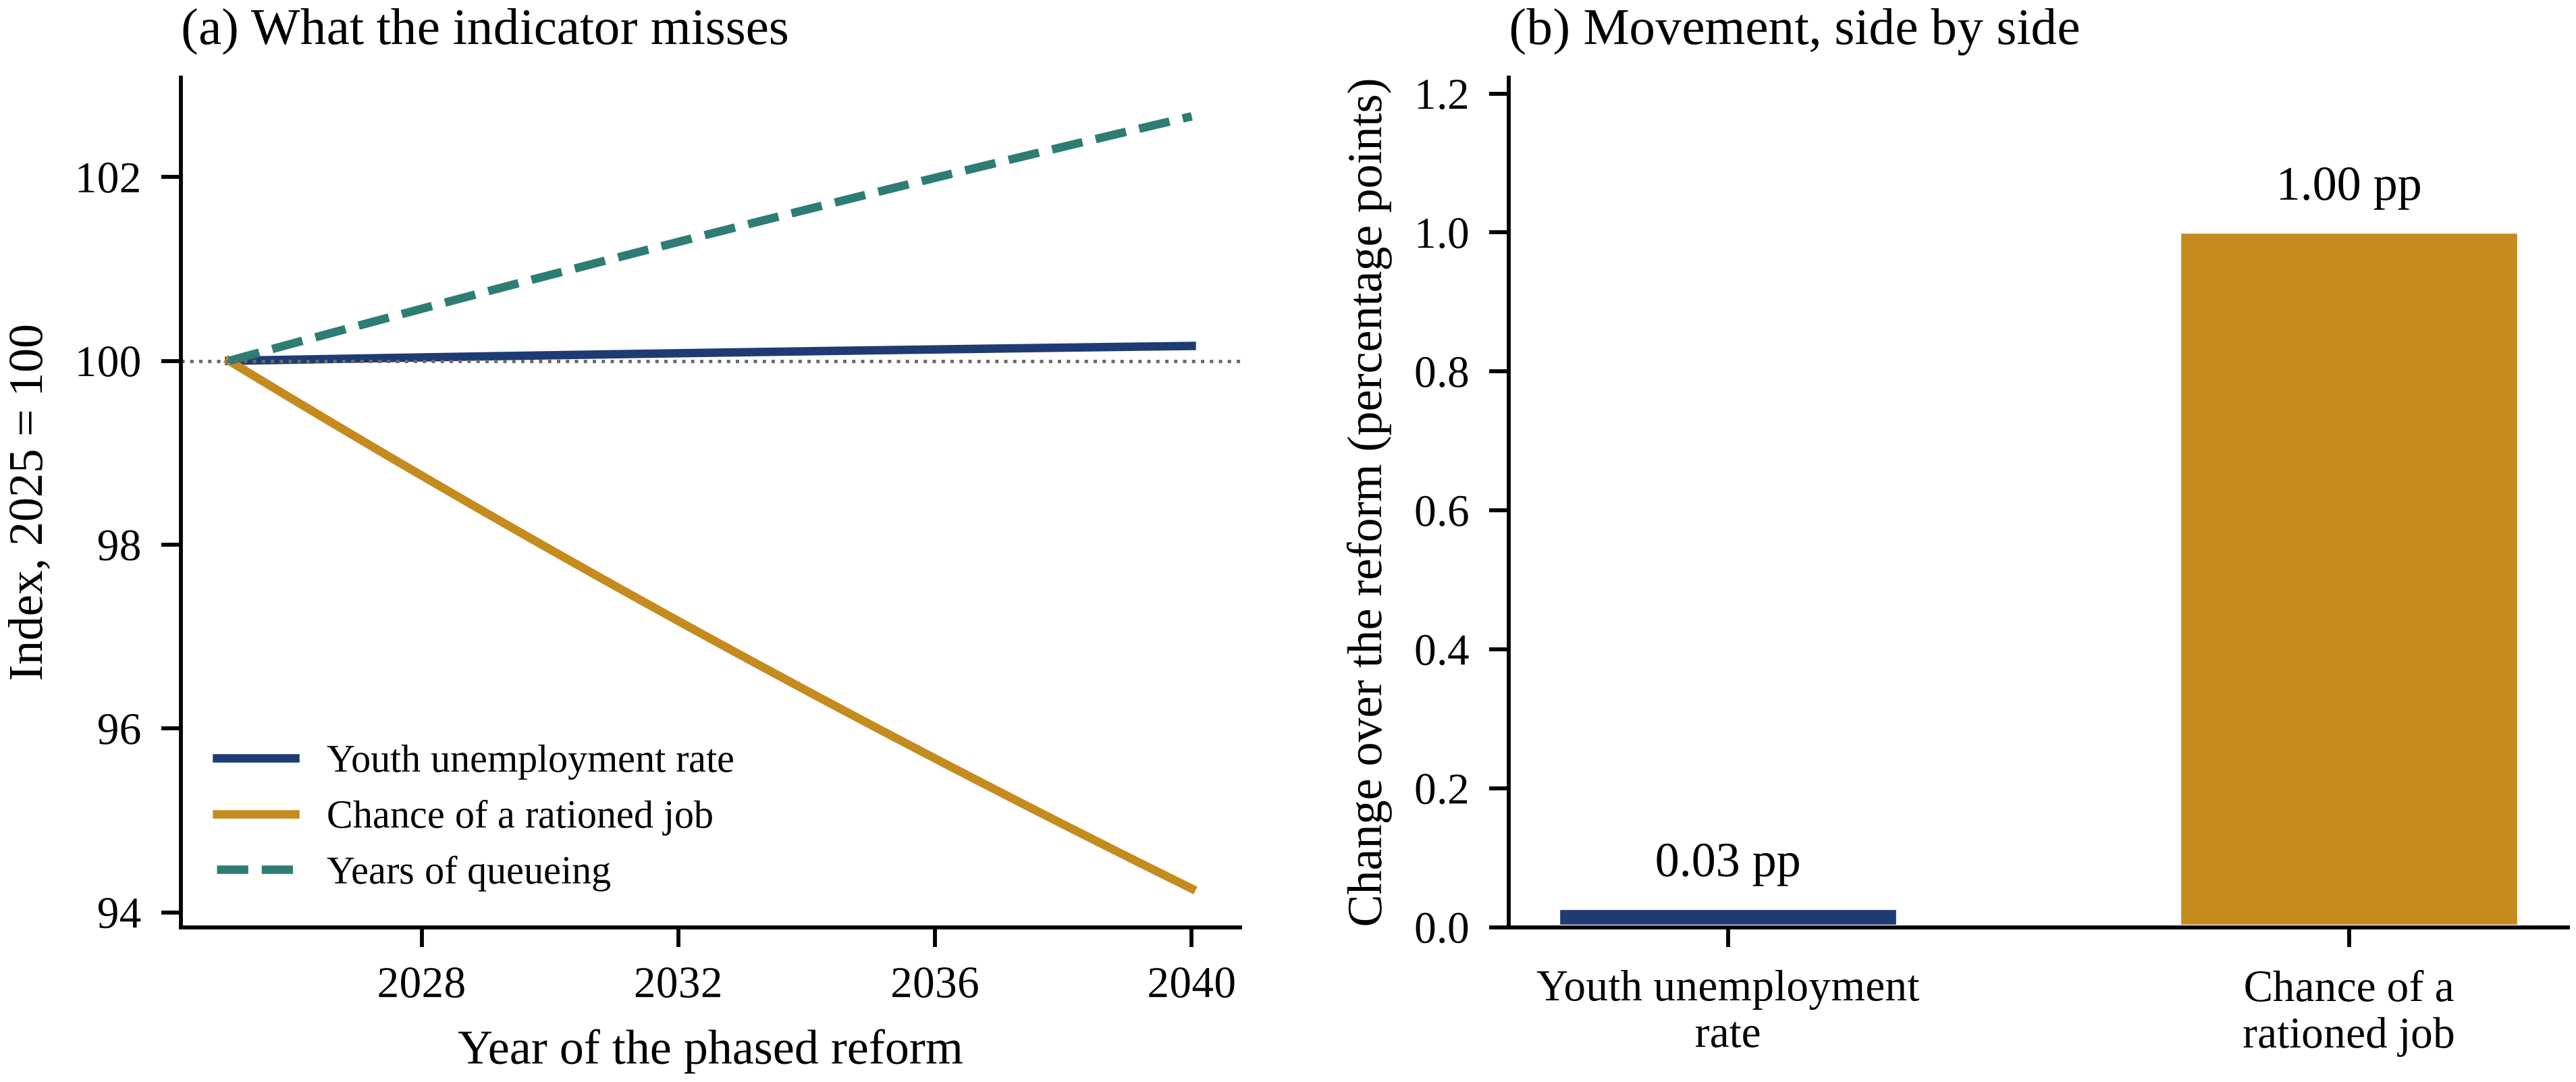 (a) What the indicator misses
Index, 2025 = 100
102
100
98
96
94
Youth unemployment rate
Chance of a rationed job
Years of queueing
2028
2032
2036
2040
Year of the phased reform
(b) Movement, side by side
Change over the reform (percentage points)
1.2
1.0
0.8
0.6
0.4
0.2
0.0
0.03 pp
1.00 pp
Youth unemployment
rate
Chance of a
rationed job